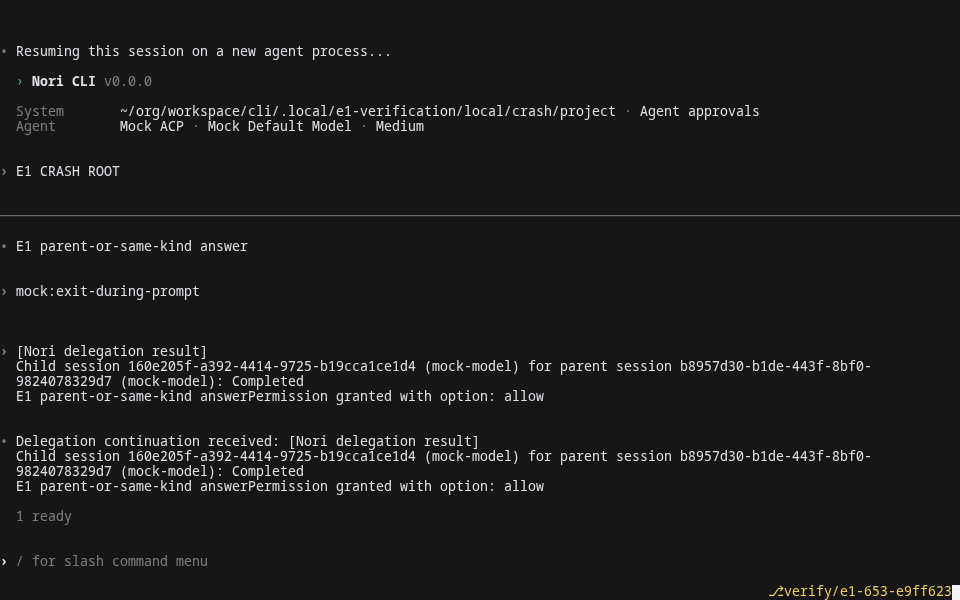 • Resuming this session on a new agent process...
› Nori CLI v0.0.0
System ~/org/workspace/cli/.local/e1-verification/local/crash/project · Agent approvals
Agent Mock ACP · Mock Default Model · Medium
› E1 CRASH ROOT
• E1 parent-or-same-kind answer
› mock:exit-during-prompt
› [Nori delegation result]
Child session 160e205f-a392-4414-9725-b19cca1ce1d4 (mock-model) for parent session b8957d30-b1de-443f-8bf0-
9824078329d7 (mock-model): Completed
E1 parent-or-same-kind answerPermission granted with option: allow
• Delegation continuation received: [Nori delegation result]
Child session 160e205f-a392-4414-9725-b19cca1ce1d4 (mock-model) for parent session b8957d30-b1de-443f-8bf0-
9824078329d7 (mock-model): Completed
E1 parent-or-same-kind answerPermission granted with option: allow
1 ready
› / for slash command menu
⎇verify/e1-653-e9ff623